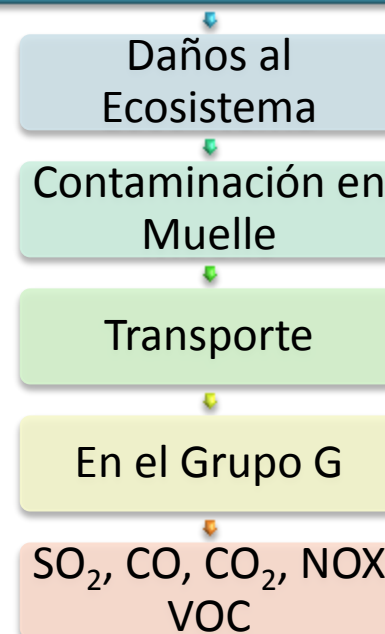 Daños al
Ecosistema
Contaminación en
Muelle
Transporte
En el Grupo G
SO₂, CO, CO₂, NOX
VOC